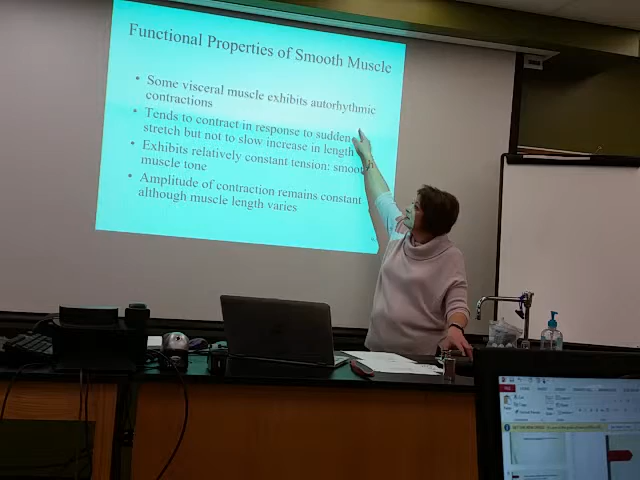 Functional Properties of Smooth Muscle
• Some visceral muscle exhibits autorhythmic
contractions
• Tends to contract in response to sudden
stretch but not to slow increase in length
• Exhibits relatively constant tension: smooth
muscle tone
• Amplitude of contraction remains constant
although muscle length varies